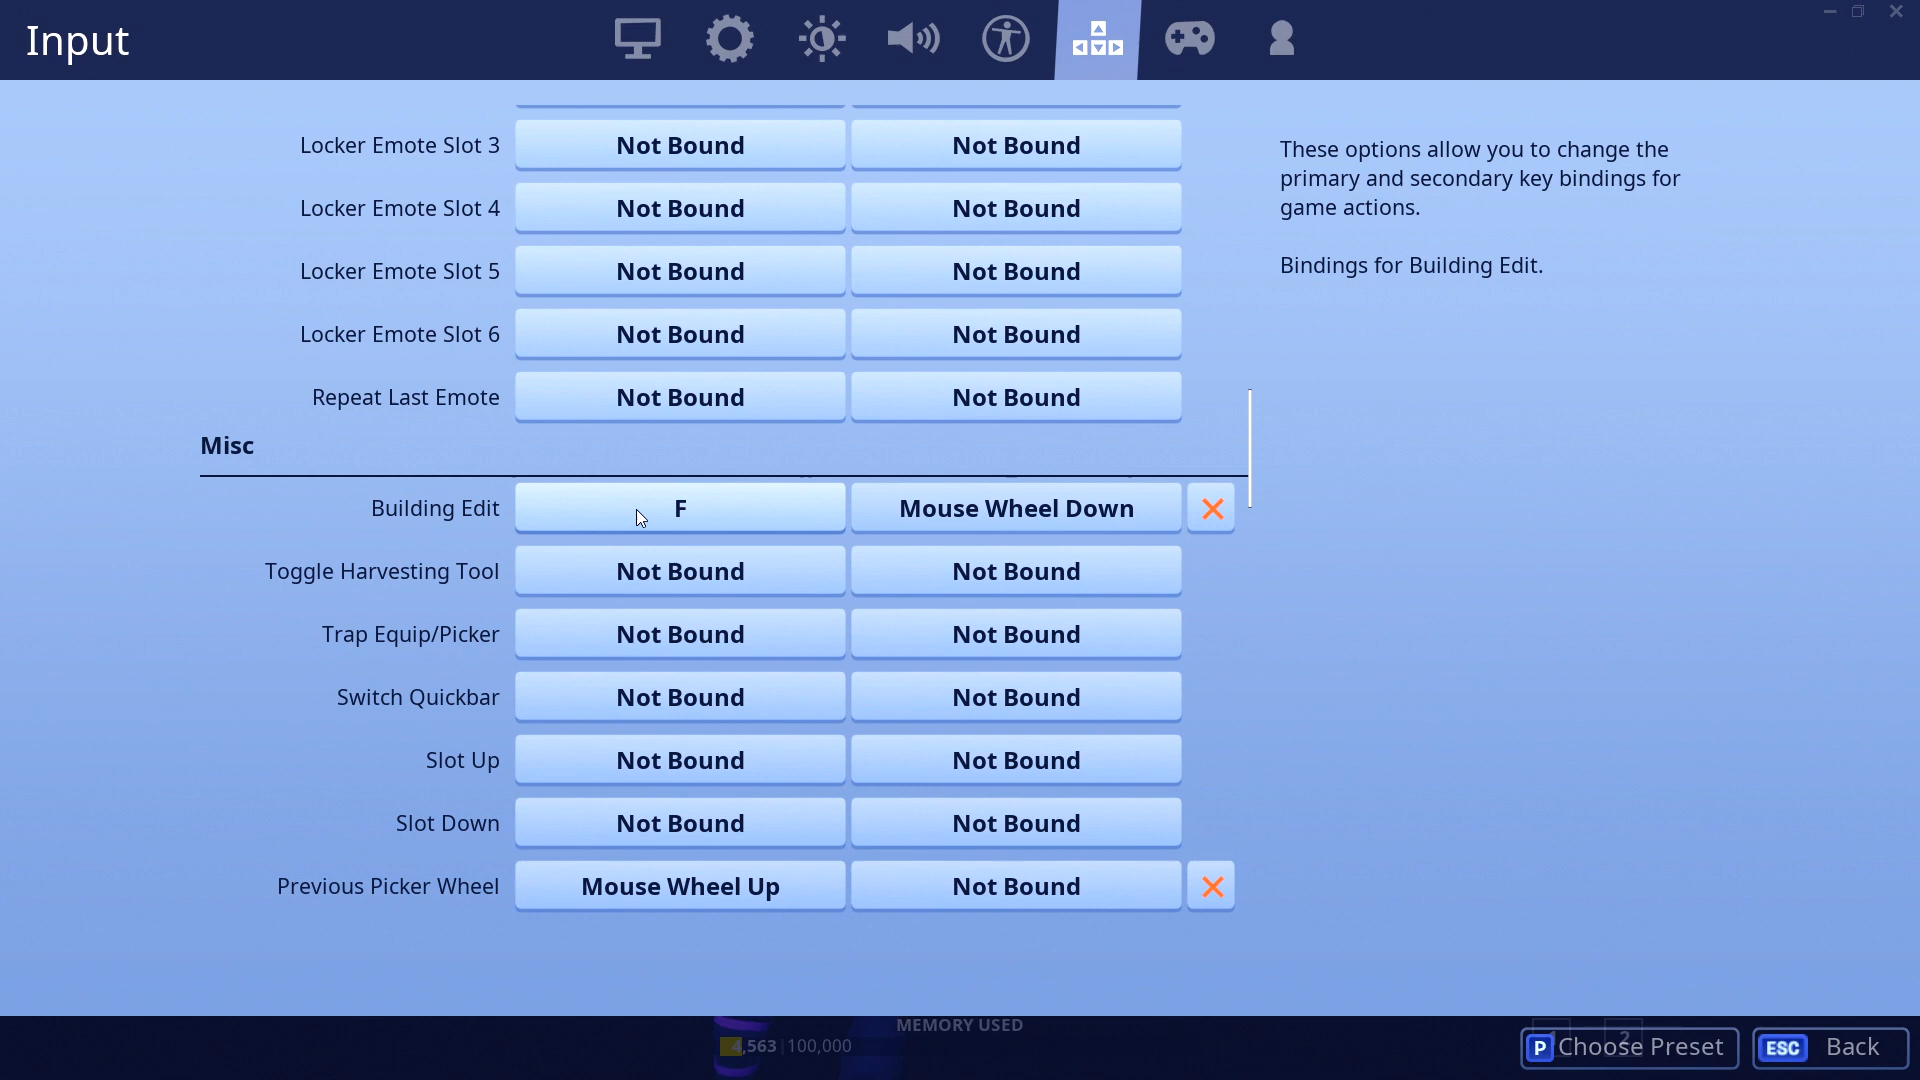 Input
Locker Emote Slot 3 Not Bound Not Bound
Locker Emote Slot 4 Not Bound Not Bound
Locker Emote Slot 5 Not Bound Not Bound
Locker Emote Slot 6 Not Bound Not Bound
Repeat Last Emote Not Bound Not Bound
Misc
Building Edit F Mouse Wheel Down
Toggle Harvesting Tool Not Bound Not Bound
Trap Equip/Picker Not Bound Not Bound
Switch Quickbar Not Bound Not Bound
Slot Up Not Bound Not Bound
Slot Down Not Bound Not Bound
Previous Picker Wheel Mouse Wheel Up Not Bound
These options allow you to change the
primary and secondary key bindings for
game actions.
Bindings for Building Edit.
MEMORY USED
4,563 | 100,000
P Choose Preset ESC Back